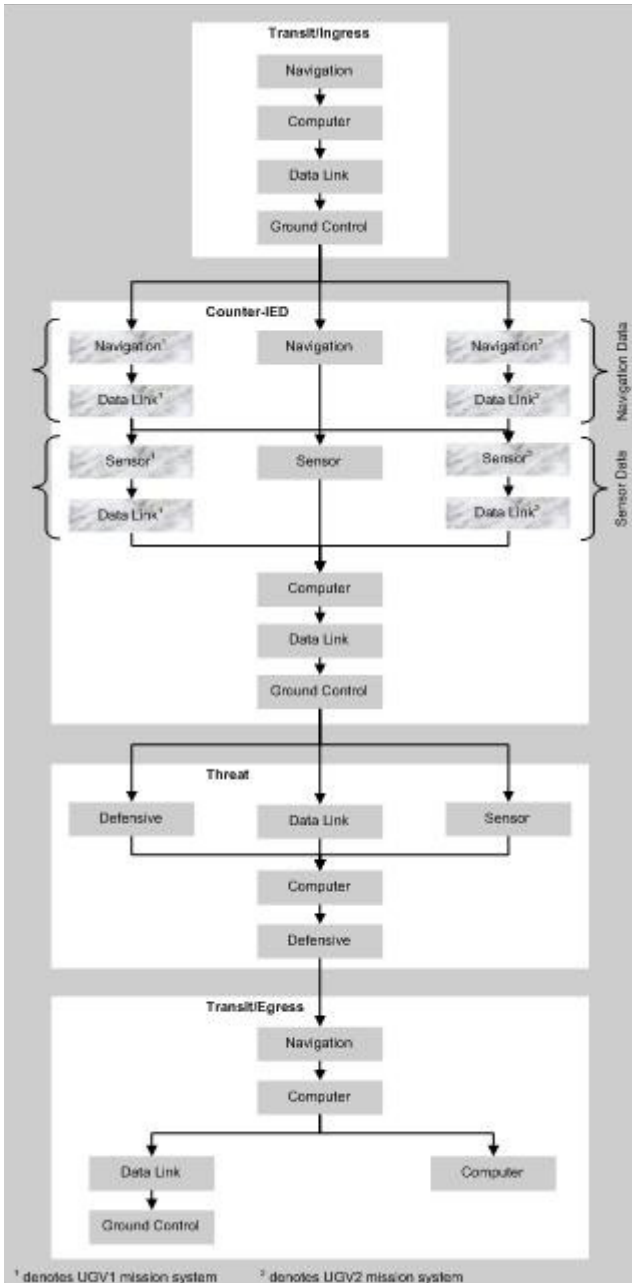 Transit/Ingress
Navigation
Computer
Data Link
Ground Control
Counter-IED
Navigation¹
Navigation
Navigation²
Data Link¹
Data Link²
Navigation Data
Sensor¹
Sensor
Sensor²
Data Link¹
Data Link²
Sensor Data
Computer
Data Link
Ground Control
Threat
Defensive
Data Link
Sensor
Computer
Defensive
Transit/Egress
Navigation
Computer
Data Link
Computer
Ground Control
¹ denotes UGV1 mission system
² denotes UGV2 mission system